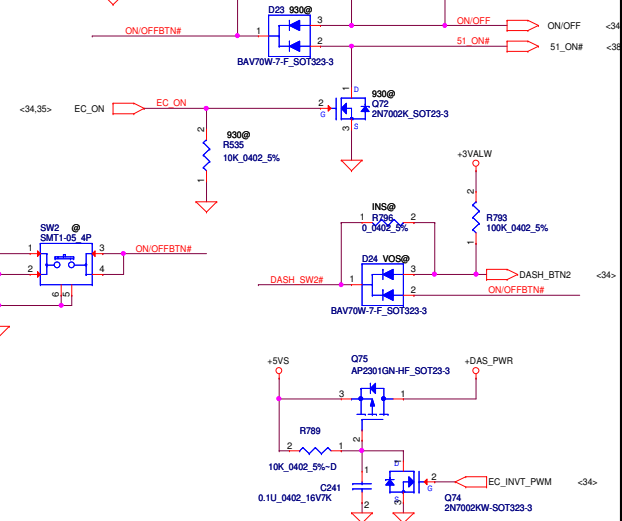 D23 930@
ON/OFFBTN#
3
2
1
ON/OFF
ON/OFF
<34
51_ON#
51_ON#
<38
BAV70W-7-F_SOT323-3
<34,35>
EC_ON
EC_ON
1
D
2
G
3
S
930@
Q72
2N7002K_SOT23-3
2
1
930@
R535
10K_0402_5%
+3VALW
2
R793
100K_0402_5%
1
INS@
1
R796
2
0_0402_5%
SW2
@
SMT1-05_4P
1
2
3
4
6
5
ON/OFFBTN#
D24 VOS@
DASH_SW2#
1
3
2
DASH_BTN2
<34>
ON/OFFBTN#
BAV70W-7-F_SOT323-3
+5VS
Q75
AP2301GN-HF_SOT23-3
+DAS_PWR
3
1
2
R789
2
1
10K_0402_5%~D
C241
0.1U_0402_16V7K
1
2
D
2
G
S
3
EC_INVT_PWM
<34>
Q74
2N7002KW-SOT323-3